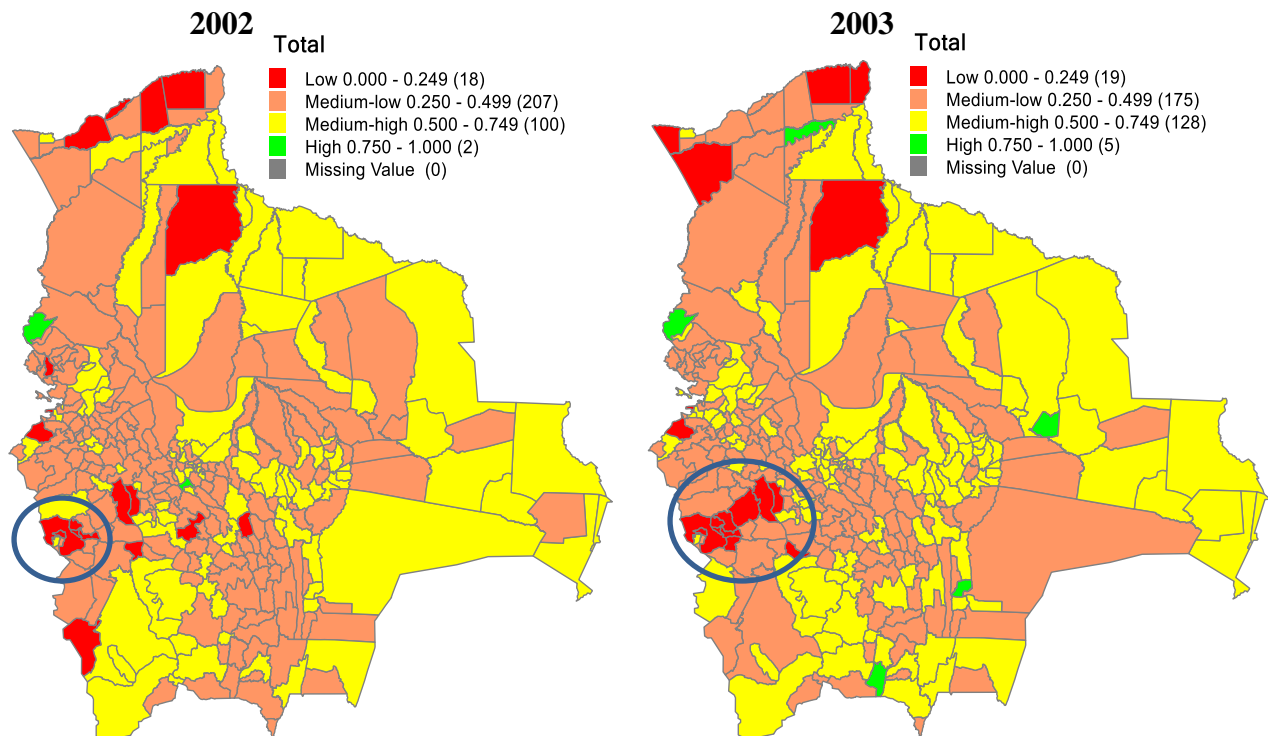 2002
Total
Low 0.000 - 0.249 (18)
Medium-low 0.250 - 0.499 (207)
Medium-high 0.500 - 0.749 (100)
High 0.750 - 1.000 (2)
Missing Value (0)
2003
Total
Low 0.000 - 0.249 (19)
Medium-low 0.250 - 0.499 (175)
Medium-high 0.500 - 0.749 (128)
High 0.750 - 1.000 (5)
Missing Value (0)